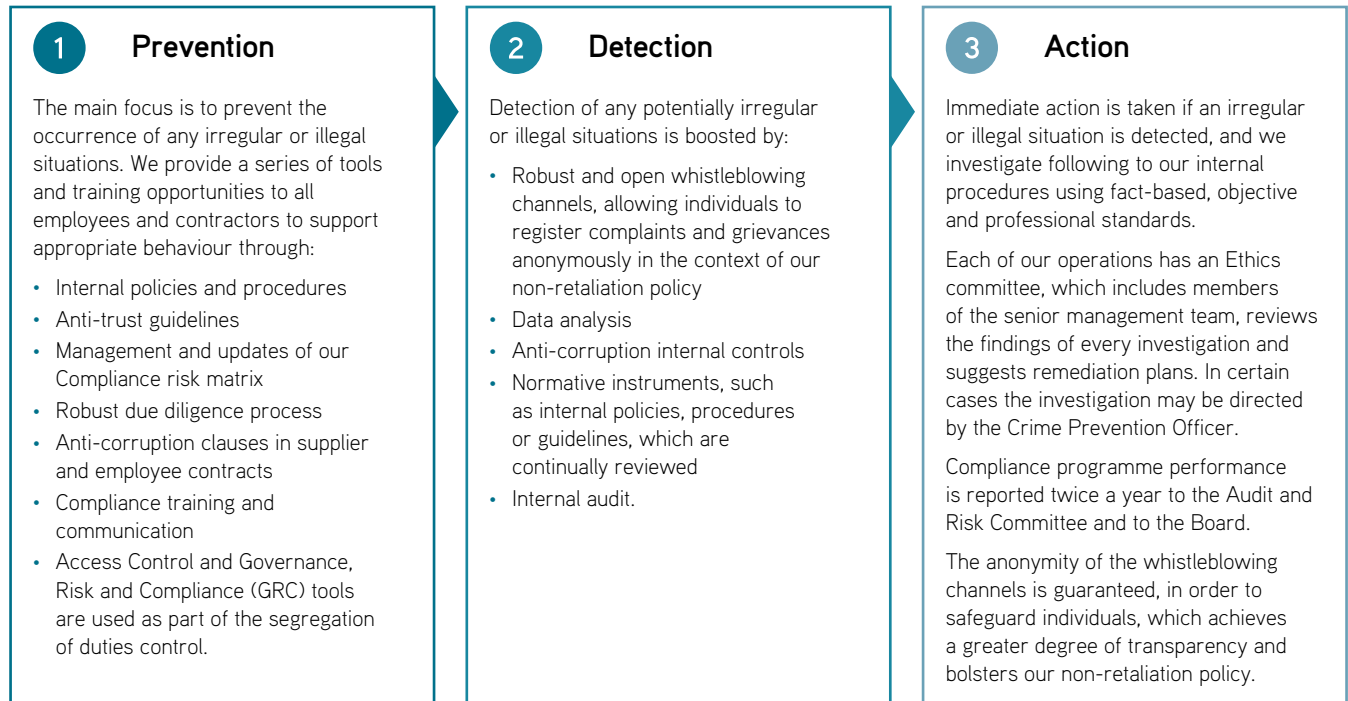 1 Prevention
The main focus is to prevent the
occurrence of any irregular or illegal
situations. We provide a series of tools
and training opportunities to all
employees and contractors to support
appropriate behaviour through:
• Internal policies and procedures
• Anti-trust guidelines
• Management and updates of our
Compliance risk matrix
• Robust due diligence process
• Anti-corruption clauses in supplier
and employee contracts
• Compliance training and
communication
• Access Control and Governance,
Risk and Compliance (GRC) tools
are used as part of the segregation
of duties control.
2 Detection
Detection of any potentially irregular
or illegal situations is boosted by:
• Robust and open whistleblowing
channels, allowing individuals to
register complaints and grievances
anonymously in the context of our
non-retaliation policy
• Data analysis
• Anti-corruption internal controls
• Normative instruments, such
as internal policies, procedures
or guidelines, which are
continually reviewed
• Internal audit.
3 Action
Immediate action is taken if an irregular
or illegal situation is detected, and we
investigate following to our internal
procedures using fact-based, objective
and professional standards.
Each of our operations has an Ethics
committee, which includes members
of the senior management team, reviews
the findings of every investigation and
suggests remediation plans. In certain
cases the investigation may be directed
by the Crime Prevention Officer.
Compliance programme performance
is reported twice a year to the Audit and
Risk Committee and to the Board.
The anonymity of the whistleblowing
channels is guaranteed, in order to
safeguard individuals, which achieves
a greater degree of transparency and
bolsters our non-retaliation policy.